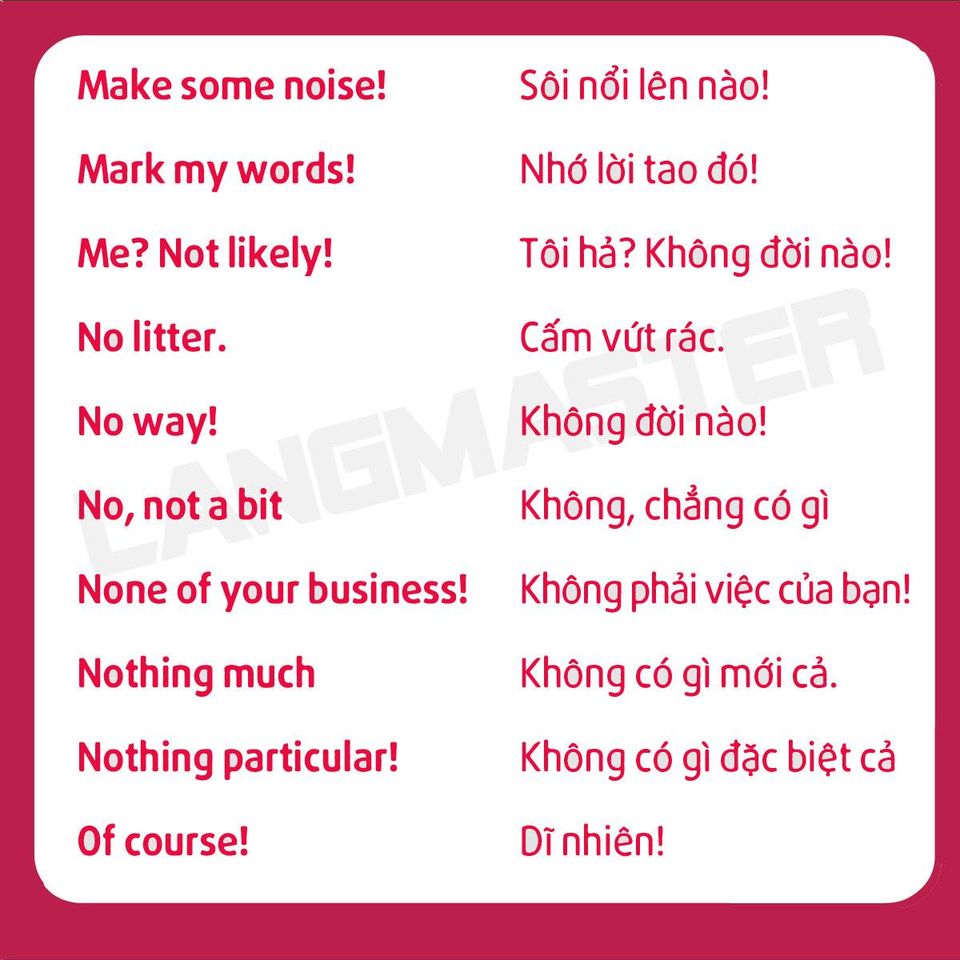 Make some noise! Sôi nổi lên nào!
Mark my words! Nhớ lời tao đó!
Me? Not likely! Tôi hả? Không đời nào!
No litter. Cấm vứt rác.
No way! Không đời nào!
No, not a bit Không, chẳng có gì
None of your business! Không phải việc của bạn!
Nothing much Không có gì mới cả.
Nothing particular! Không có gì đặc biệt cả
Of course! Dĩ nhiên!
LANGMASTER